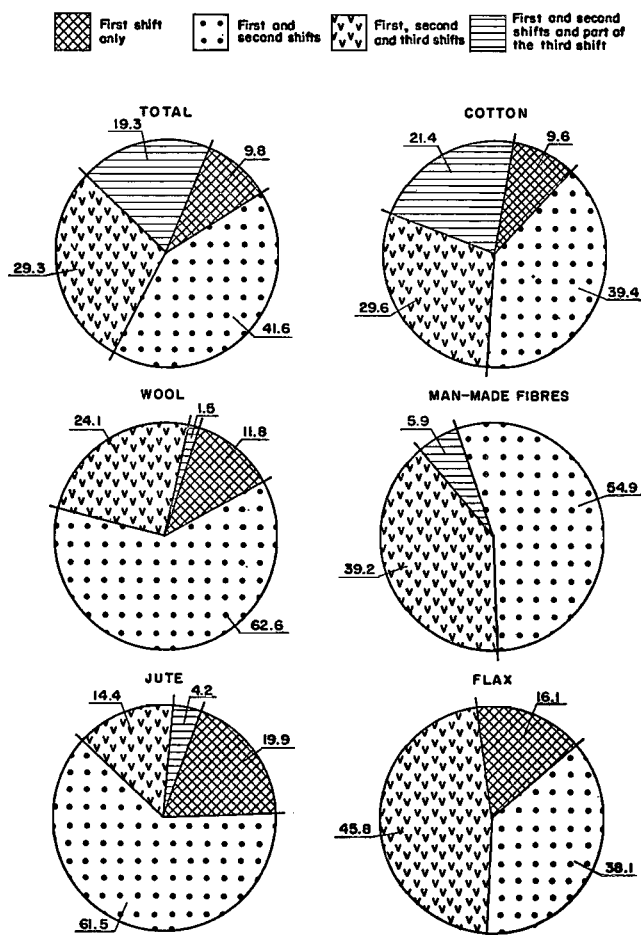 First shift
only
First and
second shifts
First, second
and third shifts
First and second
shifts and part of
the third shift
TOTAL
19.3
9.8
29.3
41.6
COTTON
21.4
9.6
29.6
39.4
WOOL
24.1
1.5
11.8
62.6
MAN-MADE FIBRES
5.9
54.9
39.2
JUTE
14.4
4.2
19.9
61.5
FLAX
16.1
45.8
38.1